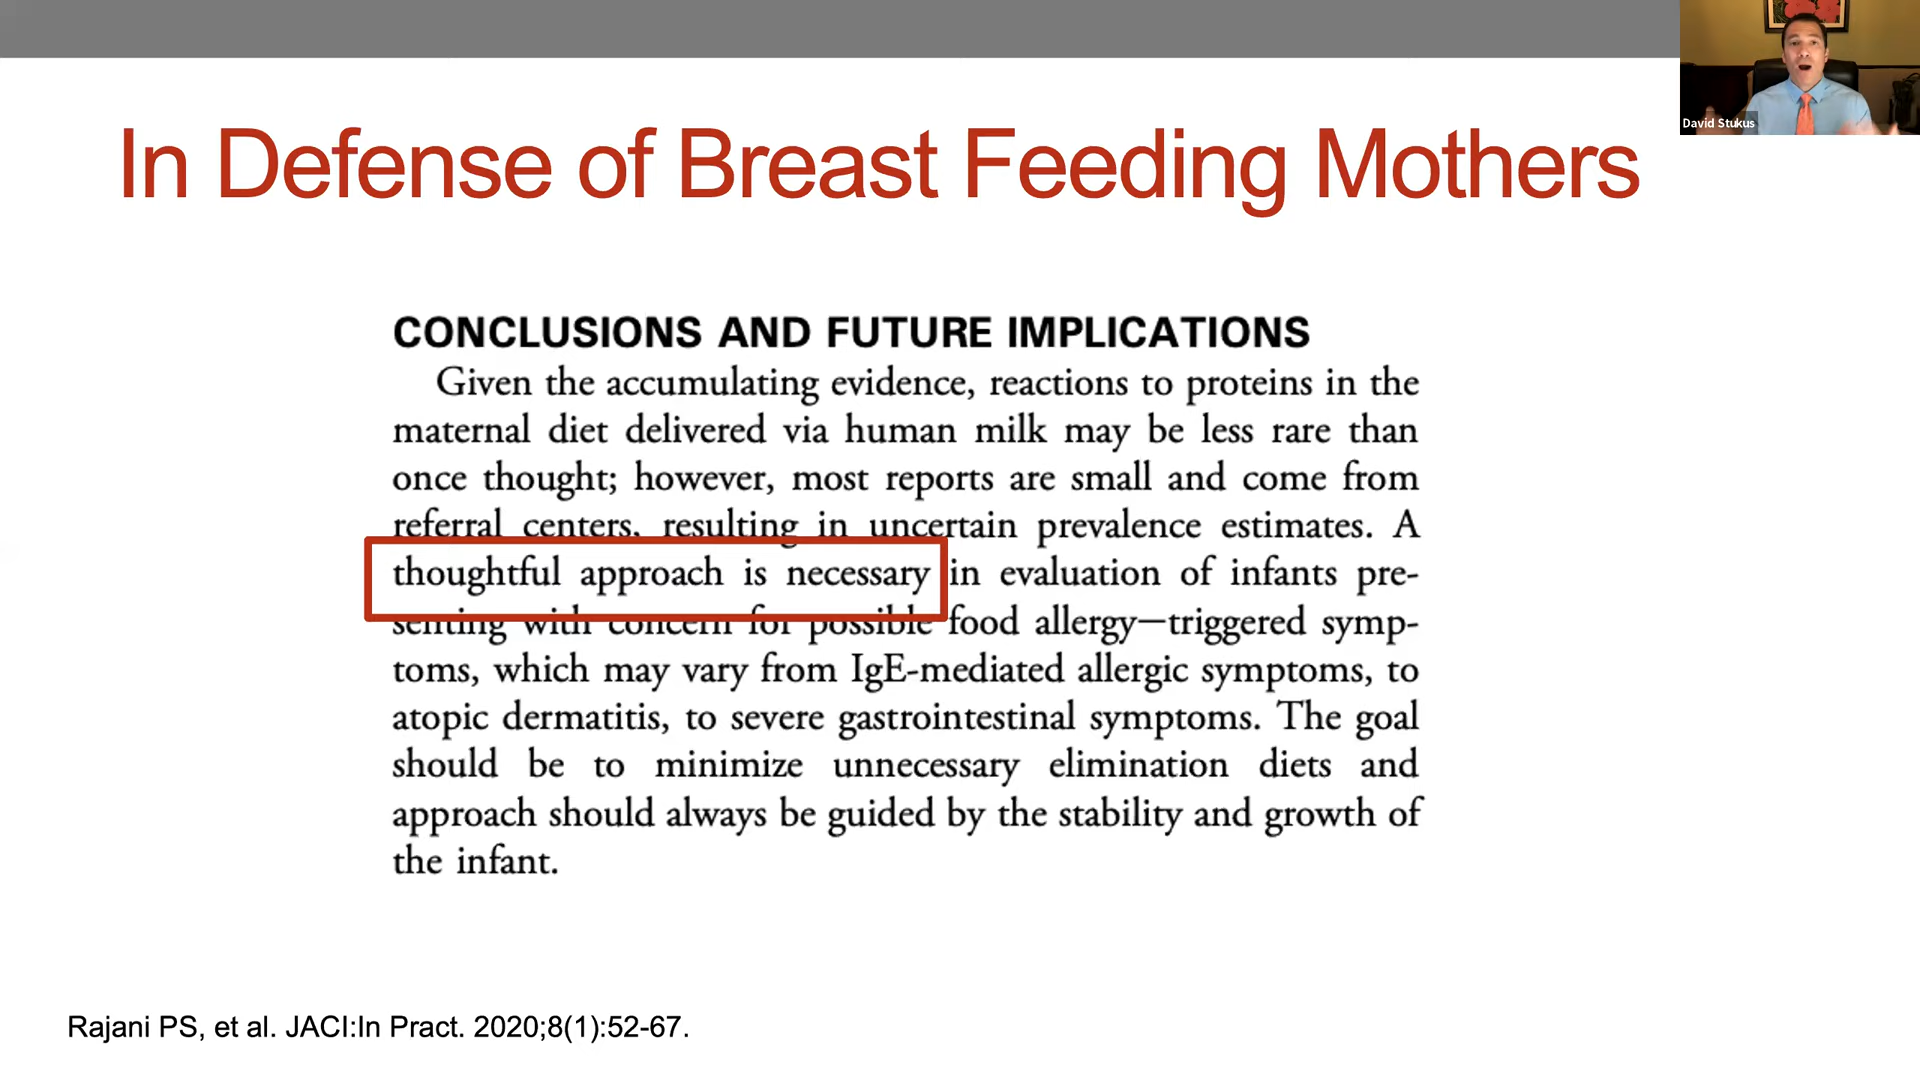 David Stukus
In Defense of Breast Feeding Mothers
CONCLUSIONS AND FUTURE IMPLICATIONS
Given the accumulating evidence, reactions to proteins in the
maternal diet delivered via human milk may be less rare than
once thought; however, most reports are small and come from
referral centers, resulting in uncertain prevalence estimates. A
thoughtful approach is necessary in evaluation of infants pre-
senting with concern for possible food allergy—triggered symp-
toms, which may vary from IgE-mediated allergic symptoms, to
atopic dermatitis, to severe gastrointestinal symptoms. The goal
should be to minimize unnecessary elimination diets and
approach should always be guided by the stability and growth of
the infant.
Rajani PS, et al. JACI:In Pract. 2020;8(1):52-67.